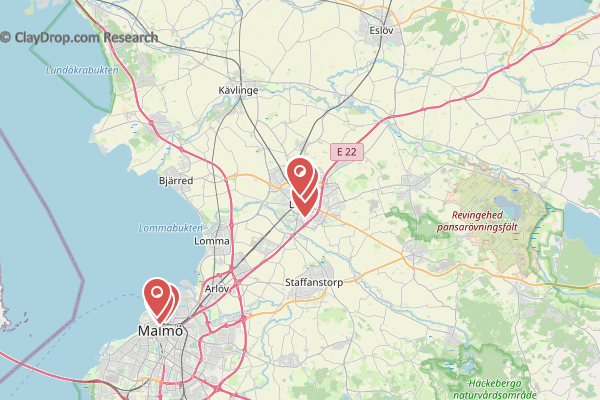 © ClayDrop.com Research
Eslöv
Lundåkrabukten
Kävlinge
E 22
Bjärred
L
Revingehed
pansarövningsfält
Lommabukten
Lomma
Arlöv
Staffanstorp
Malmö
Häckeberga
naturvårdsområde